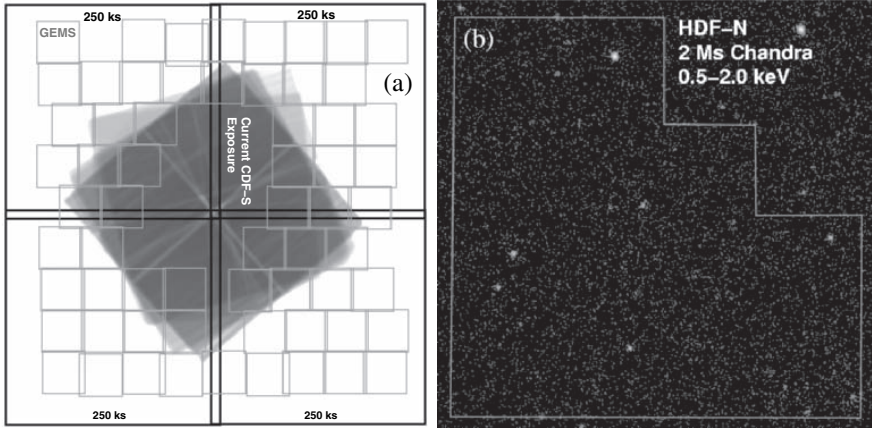 250 ks
250 ks
GEMS
(a)
Current CDF–S
Exposure
250 ks
250 ks
(b)
HDF–N
2 Ms Chandra
0.5–2.0 keV